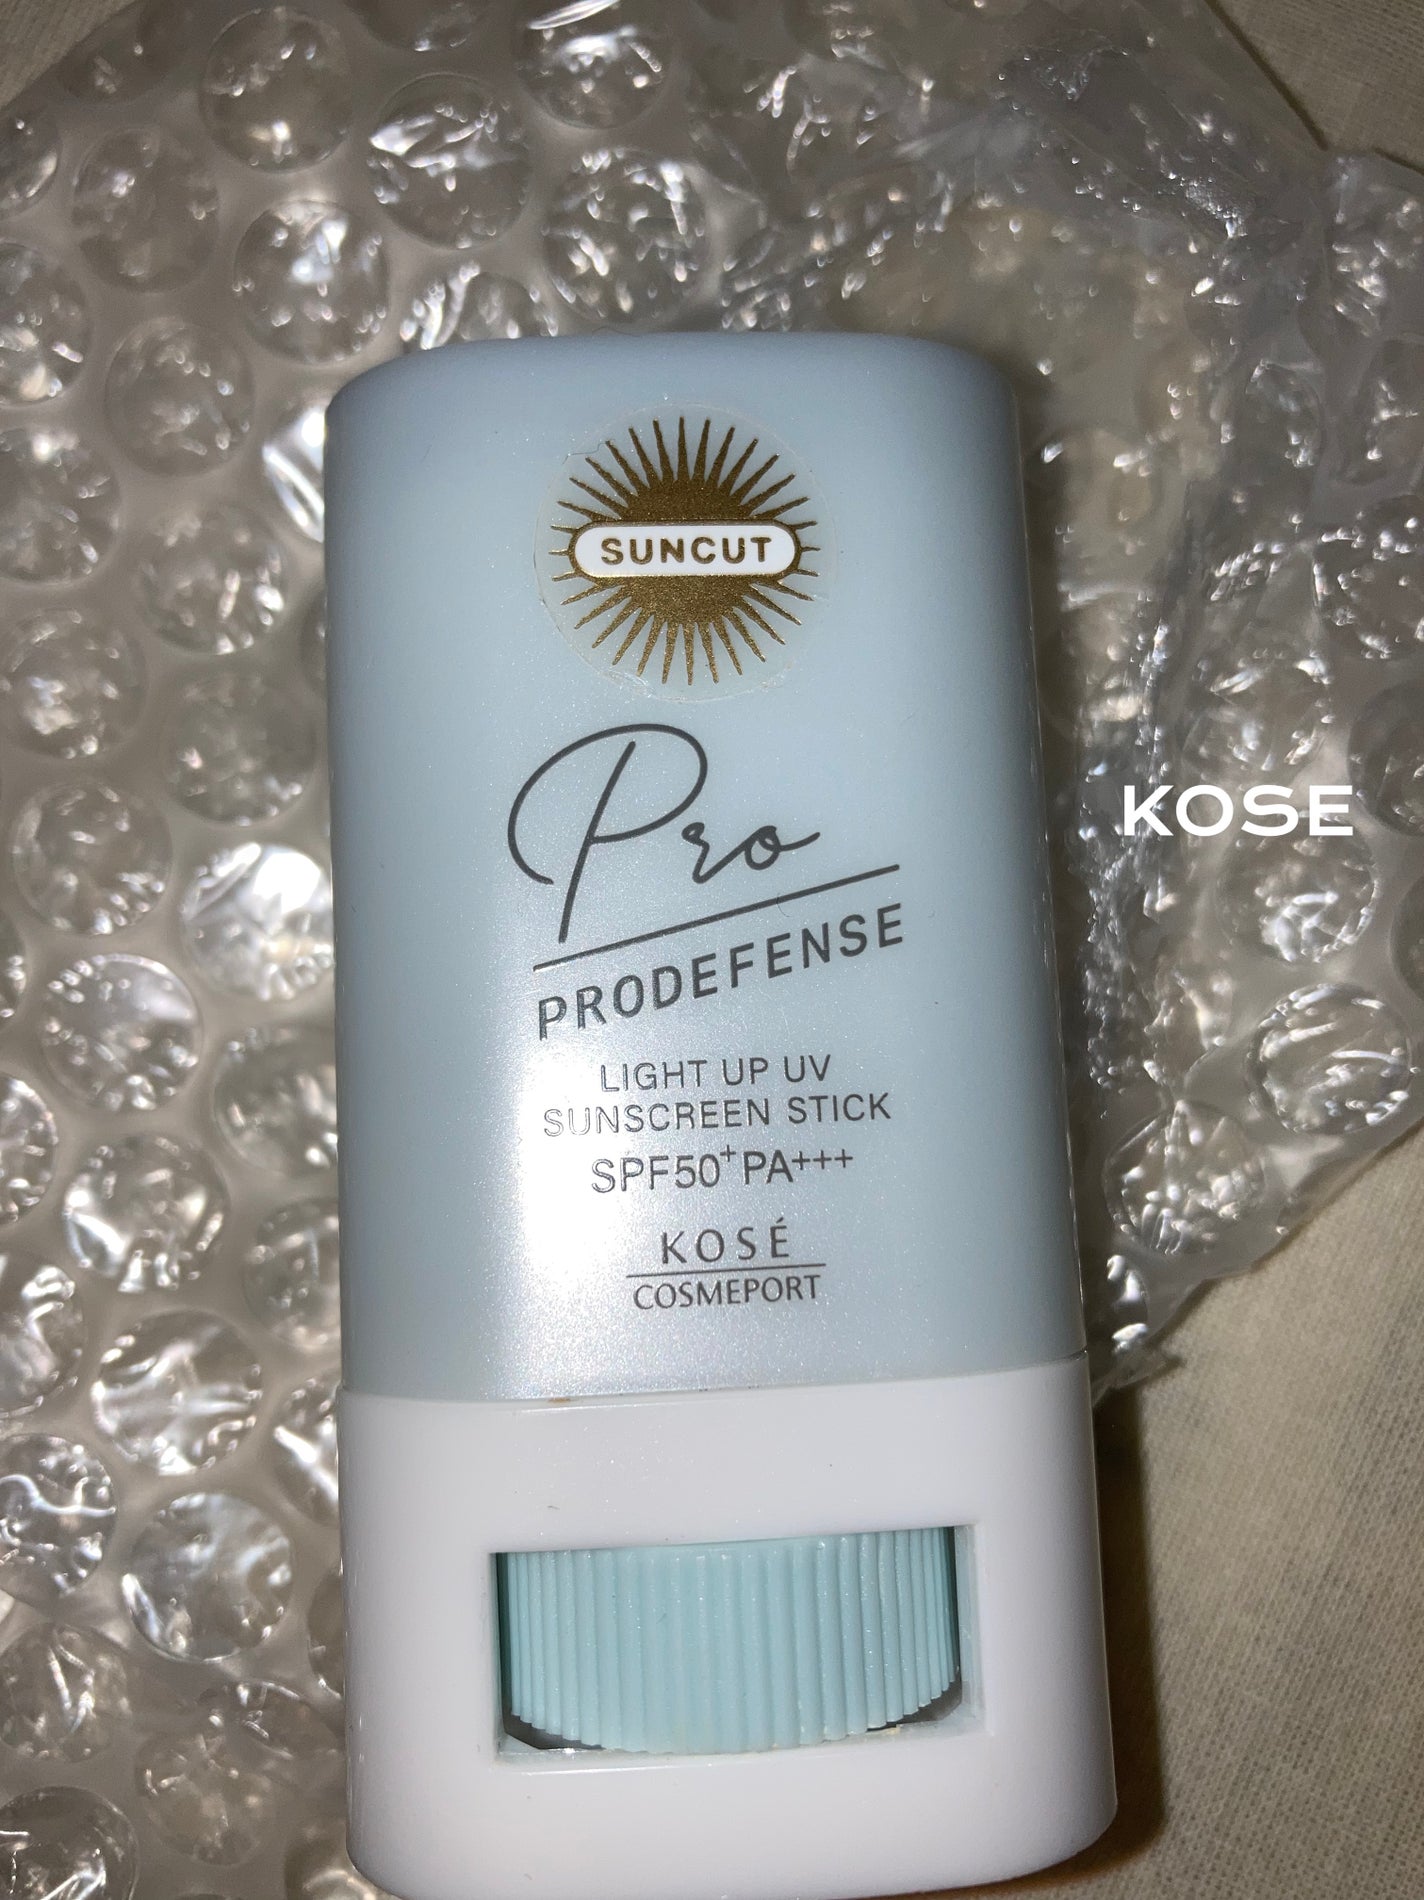 SUNCUT
Pro
PRODEFENSE
LIGHT UP UV
SUNSCREEN STICK
SPF50+PA+++
KOSÉ
COSMEPORT
KOSE